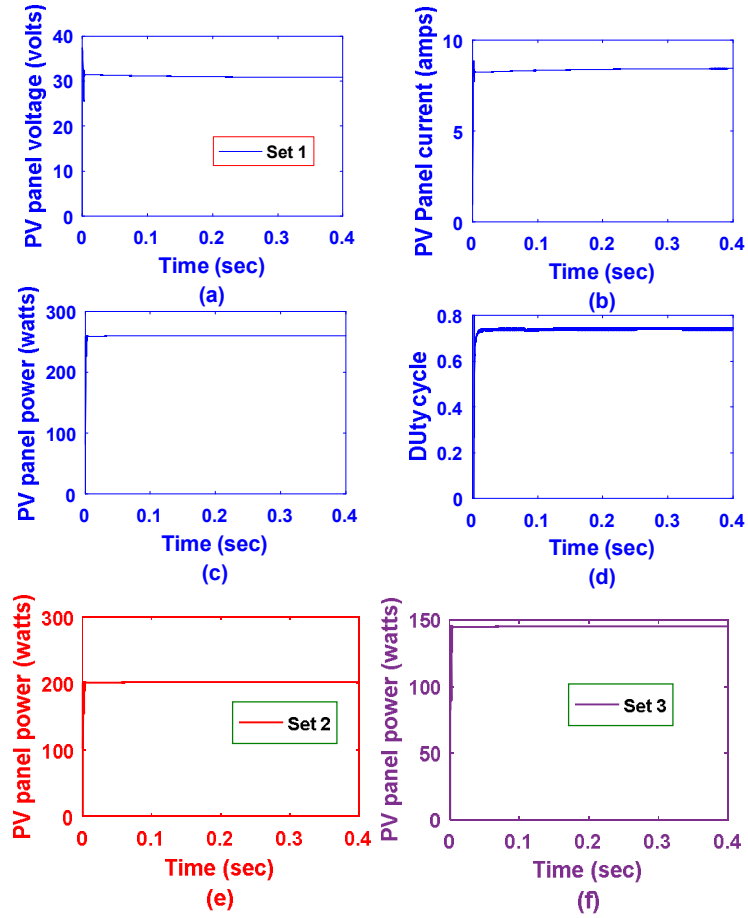 PV panel voltage (volts)
40
30
20
10
0
Set 1
0
0.1
0.2
0.3
0.4
Time (sec)
(a)
PV Panel current (amps)
10
5
0
0
0.1
0.2
0.3
0.4
Time (sec)
(b)
PV panel power (watts)
300
200
100
0
0
0.1
0.2
0.3
0.4
Time (sec)
(c)
DUty cycle
0.8
0.6
0.4
0.2
0
0
0.1
0.2
0.3
0.4
Time (sec)
(d)
PV panel power (watts)
300
200
100
0
Set 2
0
0.1
0.2
0.3
0.4
Time (sec)
(e)
PV panel power (watts)
150
100
50
0
Set 3
0
0.1
0.2
0.3
0.4
Time (sec)
(f)